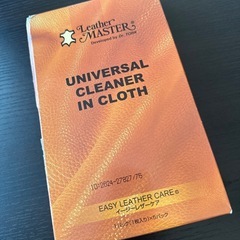 Leather
MASTER®
Developed by Dr. TORK
UNIVERSAL
CLEANER
IN CLOTH
EASY LEATHER CARE®
イージーレザーケア